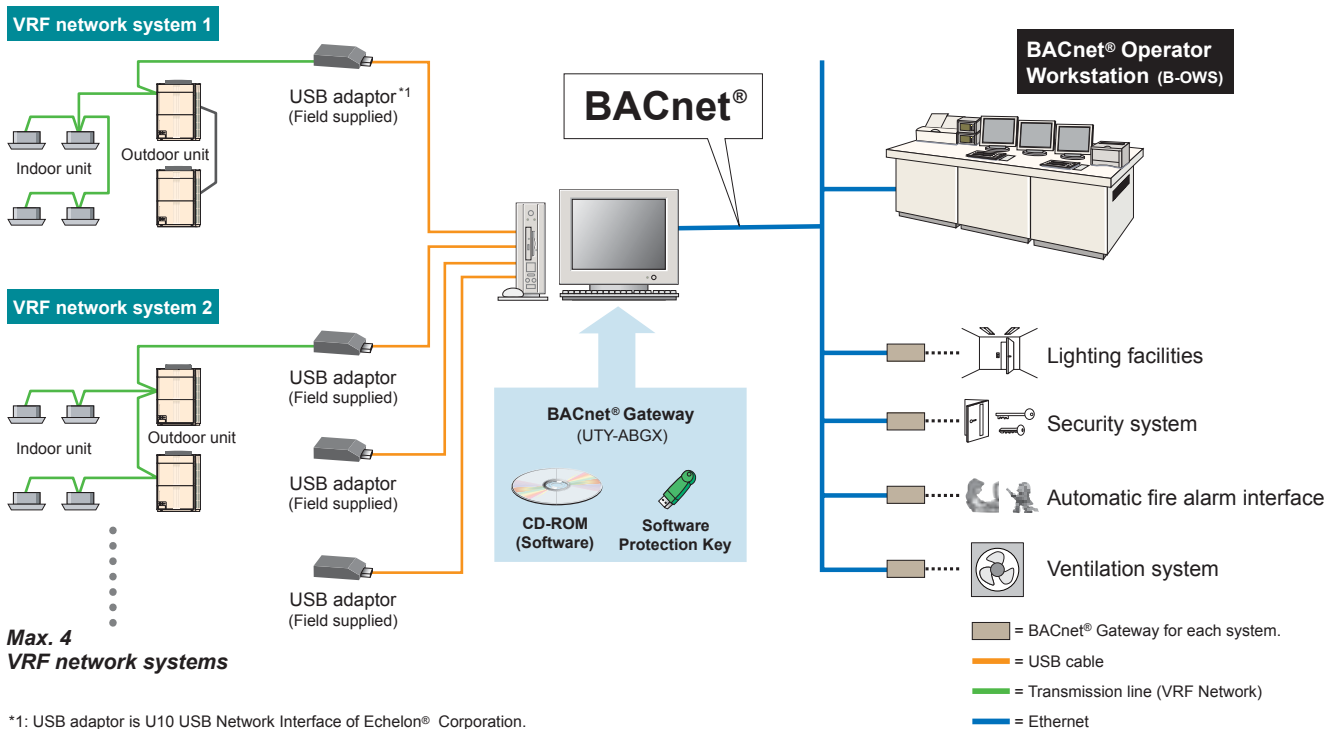 VRF network system 1
USB adaptor*1
(Field supplied)
Indoor unit
Outdoor unit
BACnet®
BACnet® Operator
Workstation (B-OWS)
VRF network system 2
USB adaptor
(Field supplied)
Indoor unit
Outdoor unit
USB adaptor
(Field supplied)
USB adaptor
(Field supplied)
Max. 4
VRF network systems
BACnet® Gateway
(UTY-ABGX)
CD-ROM
(Software)
Software
Protection Key
Lighting facilities
Security system
Automatic fire alarm interface
Ventilation system
= BACnet® Gateway for each system.
= USB cable
= Transmission line (VRF Network)
= Ethernet
*1: USB adaptor is U10 USB Network Interface of Echelon® Corporation.